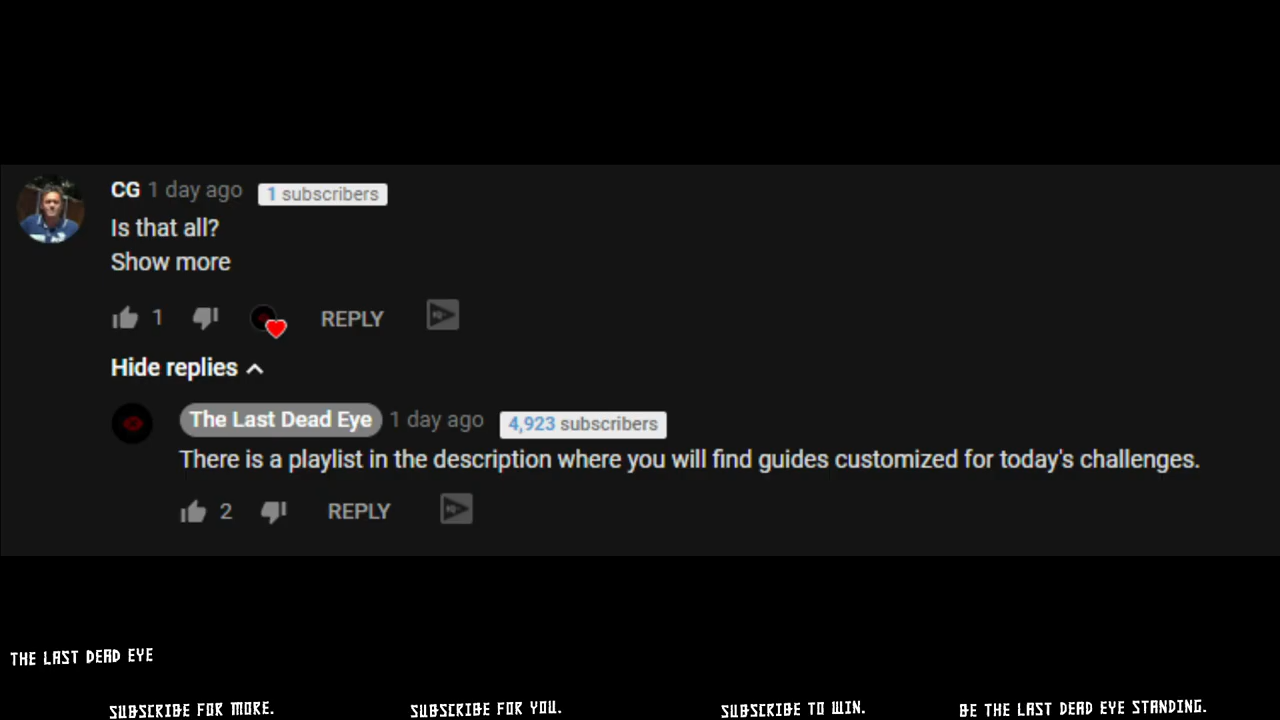 CG 1 day ago 1 subscribers
Is that all?
Show more
1 REPLY
Hide replies
The Last Dead Eye 1 day ago 4,923 subscribers
There is a playlist in the description where you will find guides customized for today's challenges.
2 REPLY
THE LAST DEAD EYE
SUBSCRIBE FOR MORE. SUBSCRIBE FOR YOU. SUBSCRIBE TO WIN. BE THE LAST DEAD EYE STANDING.